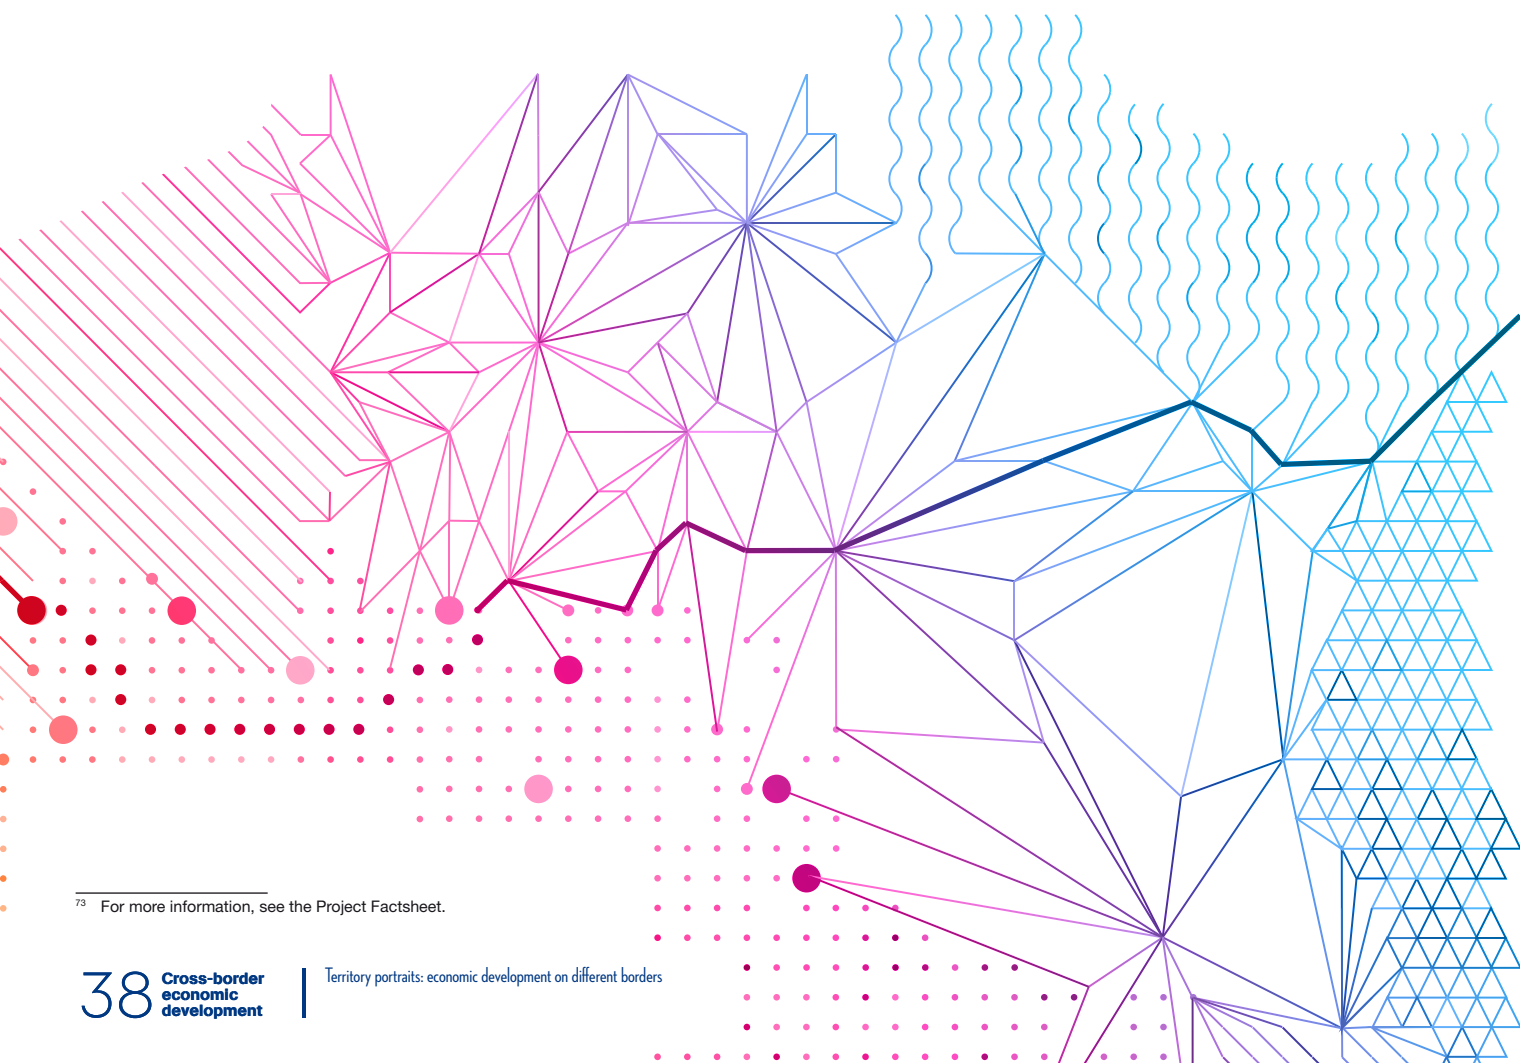 73 For more information, see the Project Factsheet.
38
Cross-border
economic
development
Territory portraits: economic development on different borders